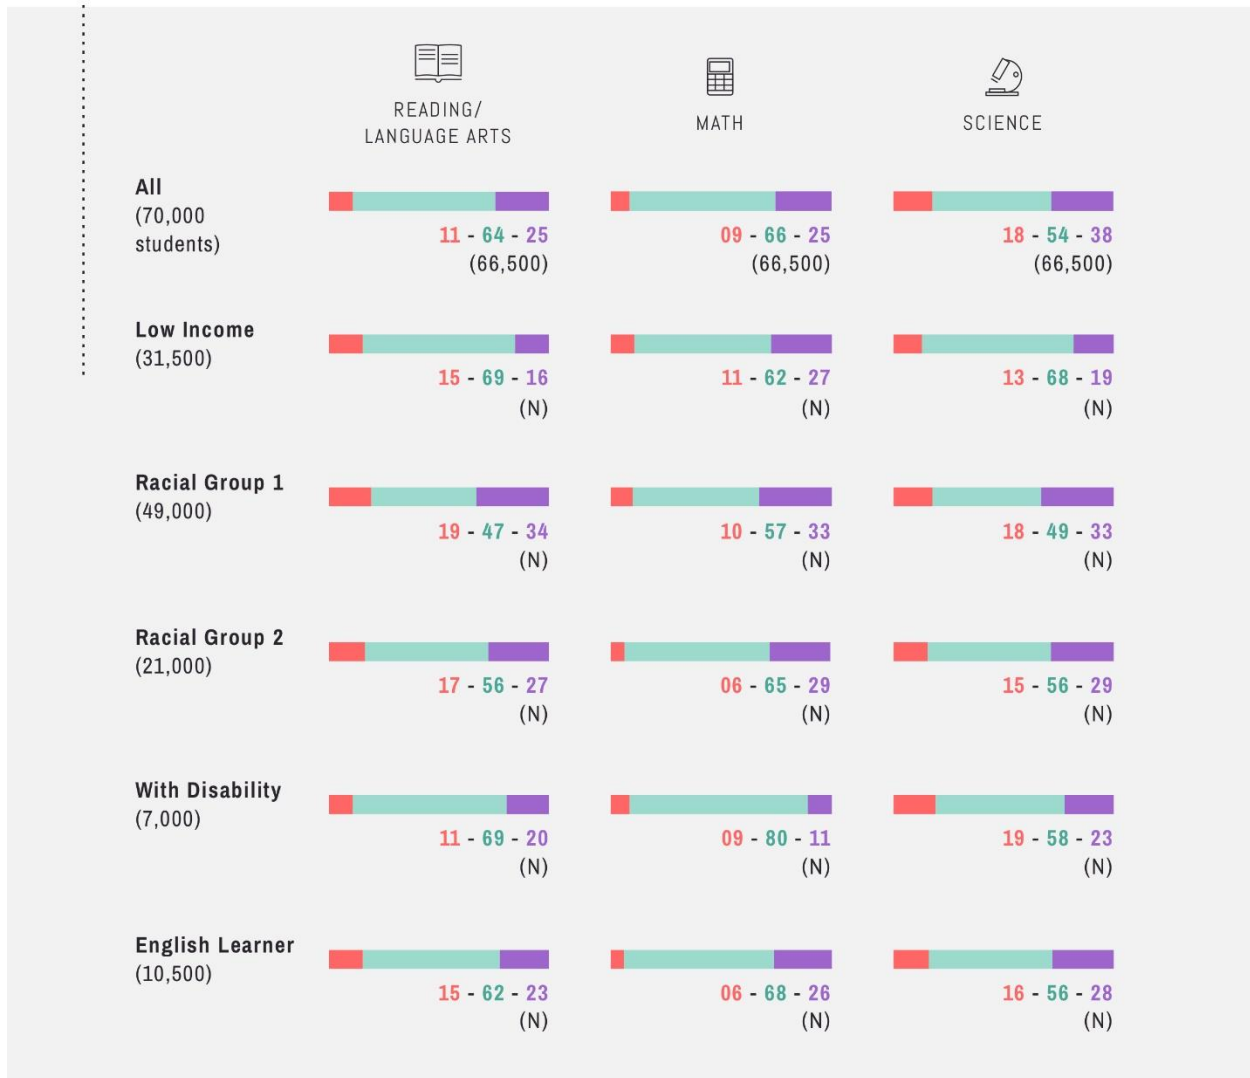 READING/
LANGUAGE ARTS
MATH
SCIENCE
All
(70,000
students)
11 - 64 - 25
(66,500)
09 - 66 - 25
(66,500)
18 - 54 - 38
(66,500)
Low Income
(31,500)
15 - 69 - 16
(N)
11 - 62 - 27
(N)
13 - 68 - 19
(N)
Racial Group 1
(49,000)
19 - 47 - 34
(N)
10 - 57 - 33
(N)
18 - 49 - 33
(N)
Racial Group 2
(21,000)
17 - 56 - 27
(N)
06 - 65 - 29
(N)
15 - 56 - 29
(N)
With Disability
(7,000)
11 - 69 - 20
(N)
09 - 80 - 11
(N)
19 - 58 - 23
(N)
English Learner
(10,500)
15 - 62 - 23
(N)
06 - 68 - 26
(N)
16 - 56 - 28
(N)